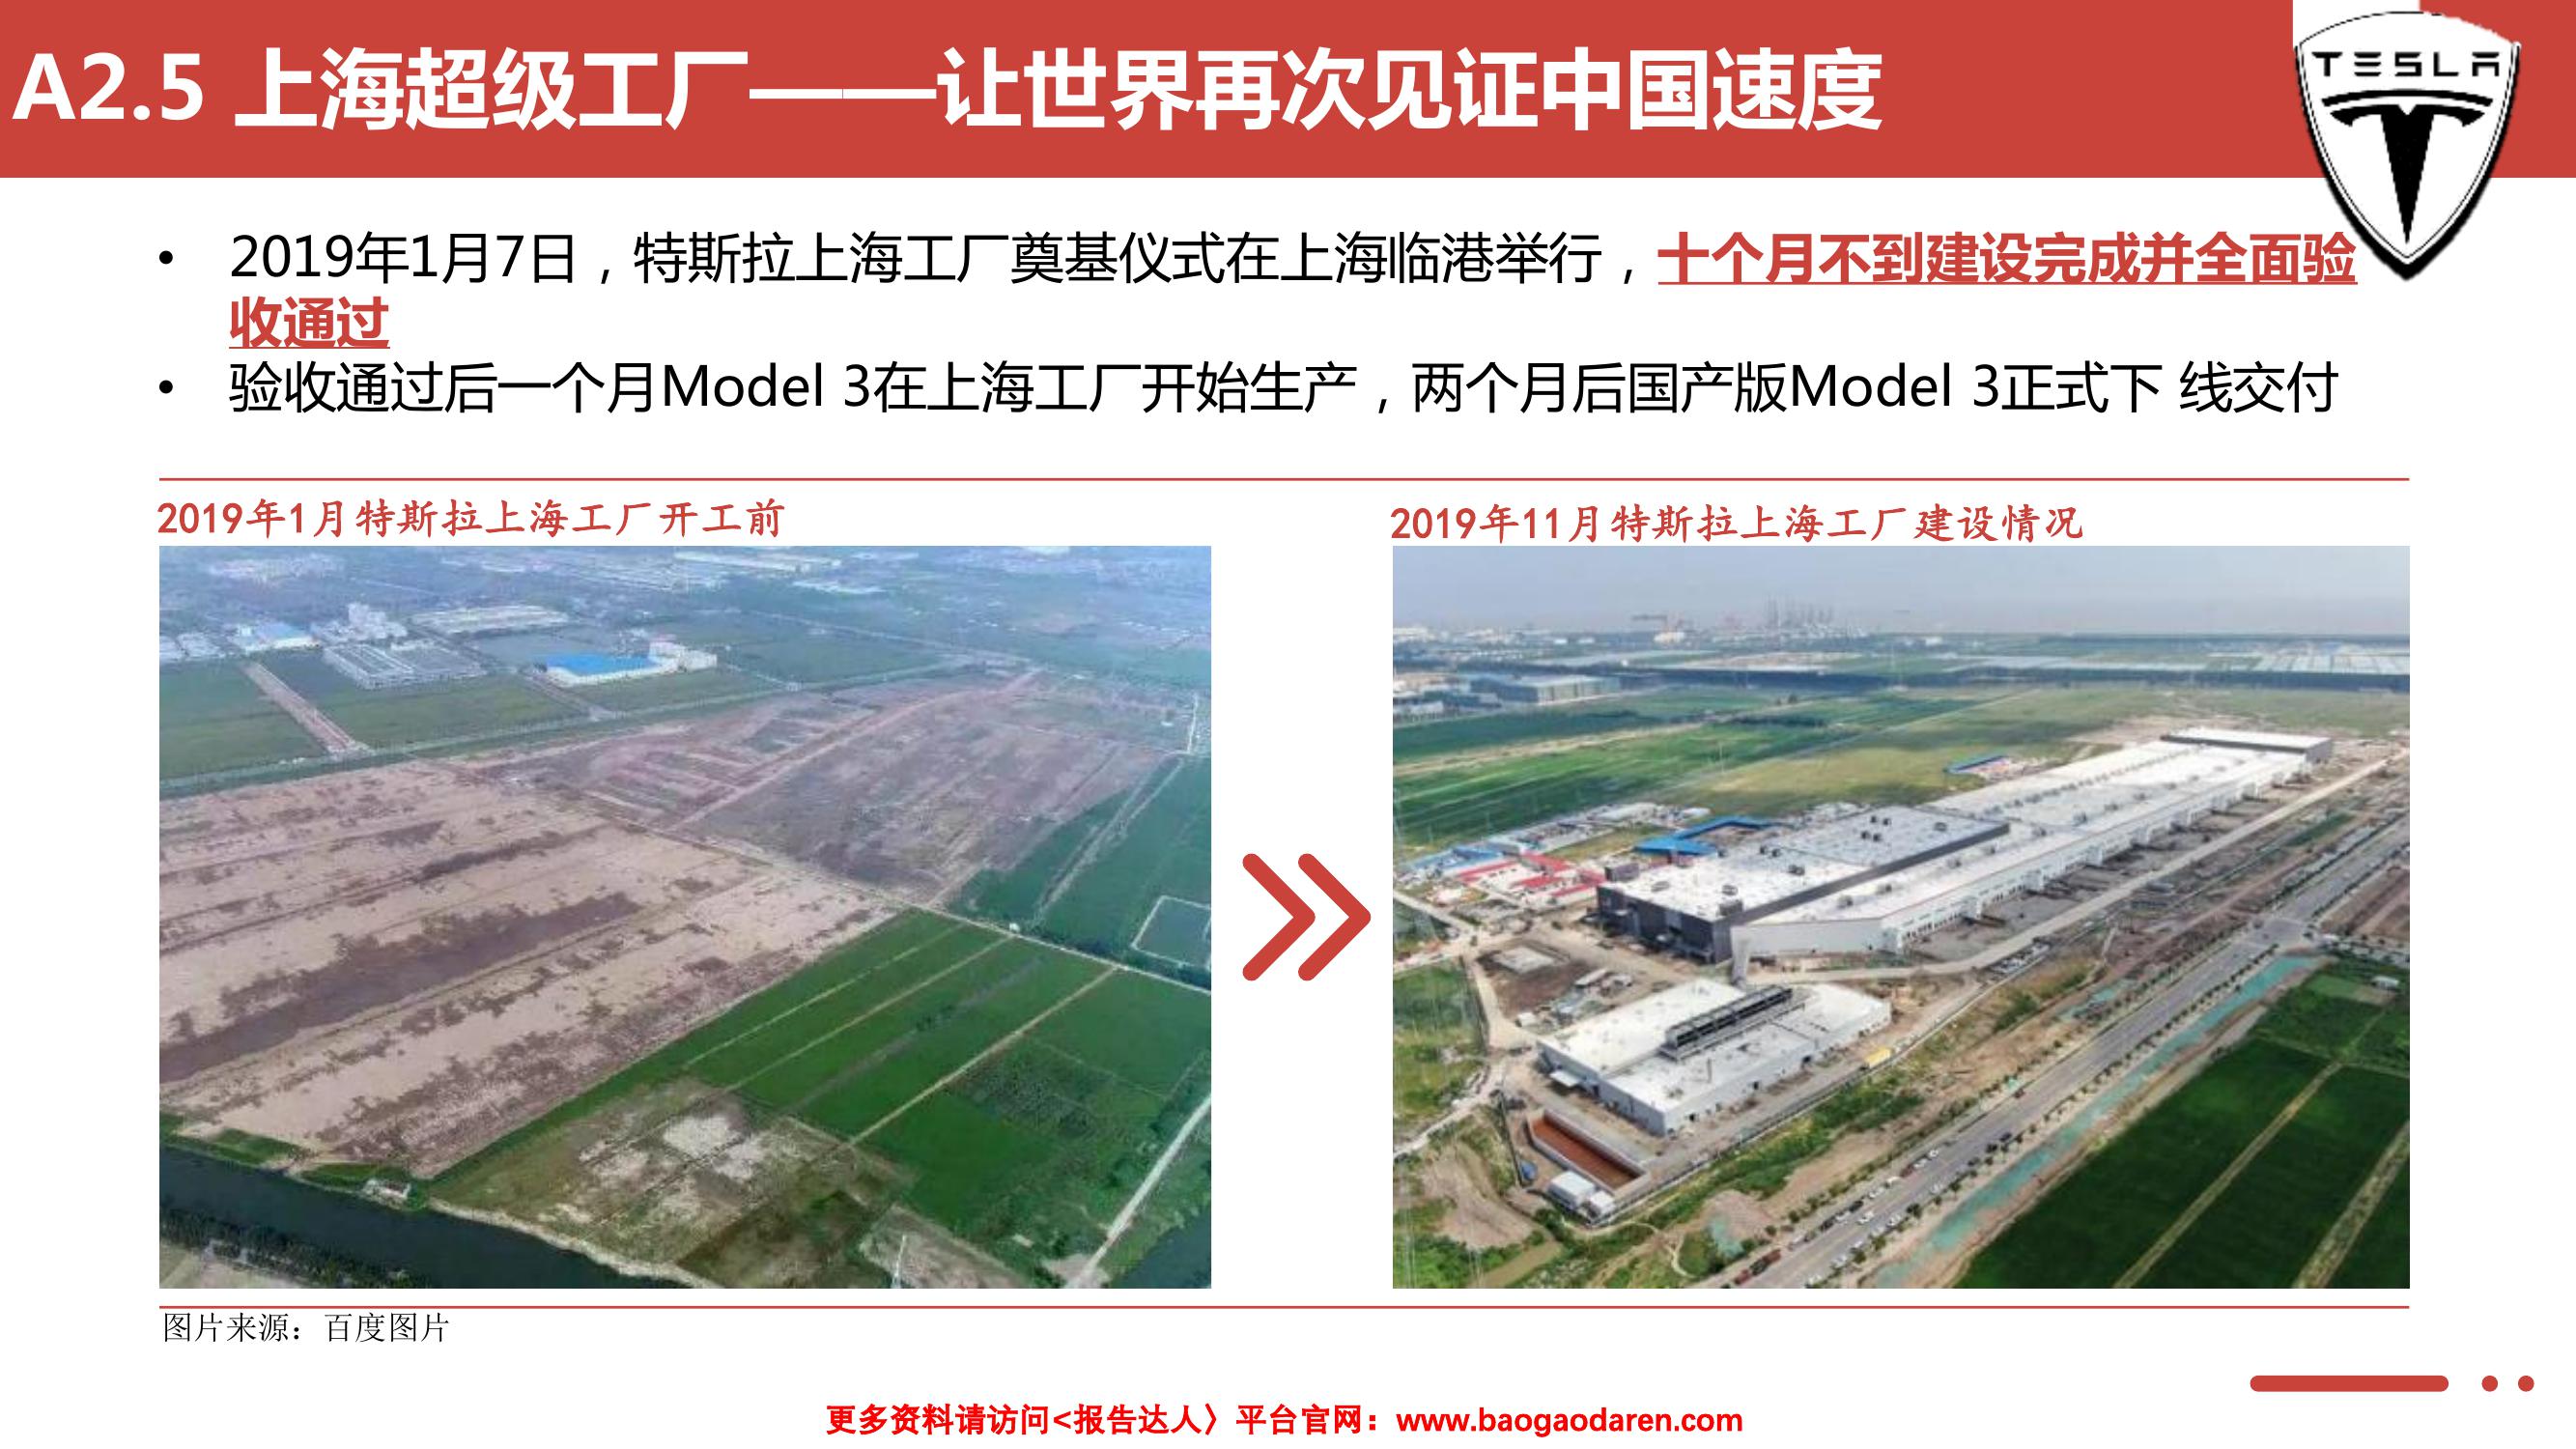 A2.5 上海超级工厂——让世界再次见证中国速度
TESLA
• 2019年1月7日，特斯拉上海工厂奠基仪式在上海临港举行，十个月不到建设完成并全面验
收通过
• 验收通过后一个月Model 3在上海工厂开始生产，两个月后国产版Model 3正式下 线交付
2019年1月特斯拉上海工厂开工前
2019年11月特斯拉上海工厂建设情况
图片来源：百度图片
更多资料请访问<报告达人〉平台官网：www.baogaodaren.com